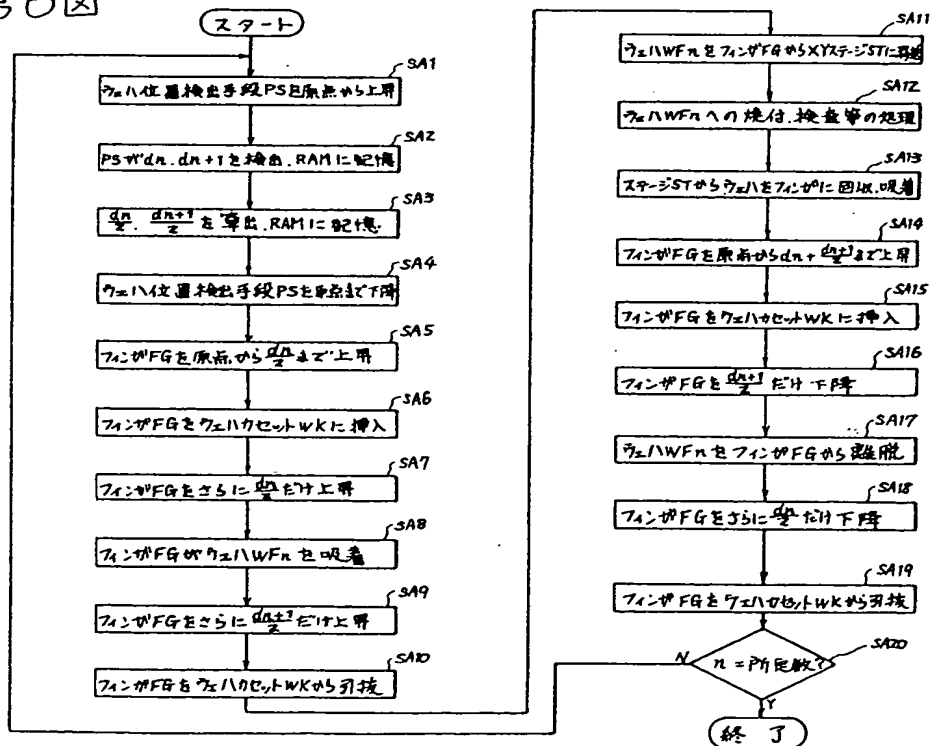 図
スタート
SA1
ウェハ位置検出手段PSを原点から上昇
SA2
PSがdn, dn+1を検出, RAMに記憶
SA3
dn/2, dn+1/2を算出, RAMに記憶
SA4
ウェハ位置検出手段PSを原点まで下降
SA5
フィンガFGを原点からdn/2まで上昇
SA6
フィンガFGをウェハカセットWKに挿入
SA7
フィンガFGをさらにdn/2だけ上昇
SA8
フィンガFGがウェハWFnを吸着
SA9
フィンガFGをさらにdn+1/2だけ上昇
SA10
フィンガFGをウェハカセットWKから引抜
SA11
ウェハWFnをフィンガFGからXYステージSTに
SA12
ウェハWFnへの焼付, 検査等の処理
SA13
ステージSTからウェハをフィンガに回収, 吸着
SA14
フィンガFGを原点からdn+dn+1/2まで上昇
SA15
フィンガFGをウェハカセットWKに挿入
SA16
フィンガFGをdn+1/2だけ下降
SA17
ウェハWFnをフィンガFGから離脱
SA18
フィンガFGをさらにdn/2だけ下降
SA19
フィンガFGをウェハカセットWKから引抜
SA20
n=所定数?
N
Y
終了